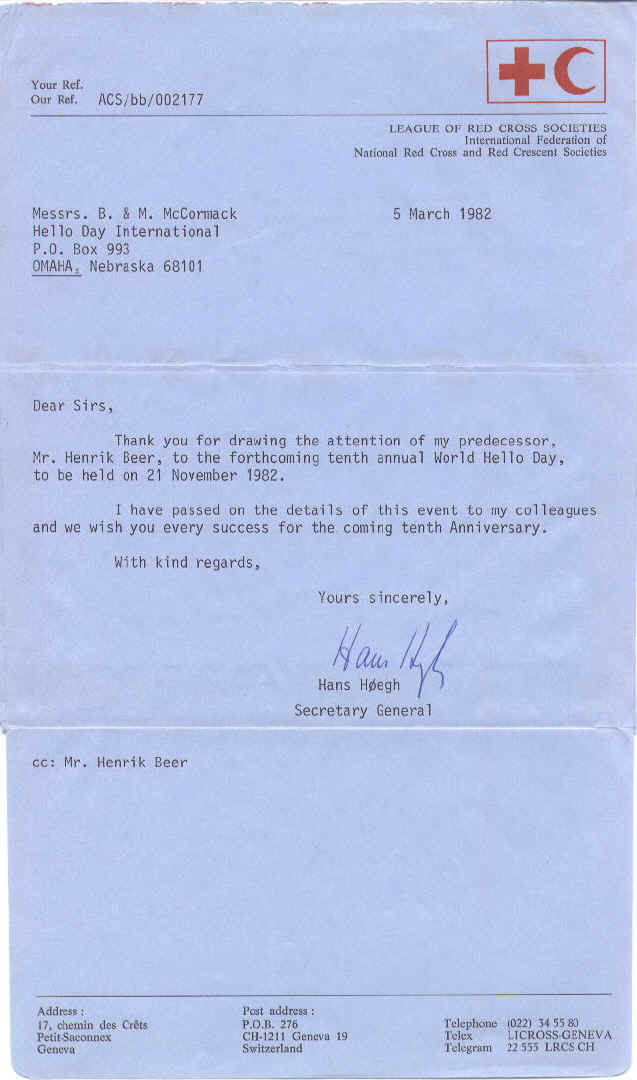 Your Ref.
Our Ref. ACS/bb/002177
LEAGUE OF RED CROSS SOCIETIES
International Federation of
National Red Cross and Red Crescent Societies
Messrs. B. & M. McCormack
5 March 1982
Hello Day International
P.O. Box 993
OMAHA, Nebraska 68101
Dear Sirs,
Thank you for drawing the attention of my predecessor,
Mr. Henrik Beer, to the forthcoming tenth annual World Hello Day,
to be held on 21 November 1982.
I have passed on the details of this event to my colleagues
and we wish you every success for the coming tenth Anniversary.
With kind regards,
Yours sincerely,
Hans Høegh
Hans Høegh
Secretary General
cc: Mr. Henrik Beer
Address :
17, chemin des Crêts
Petit-Saconnex
Geneva
Post address :
P.O.B. 276
CH-1211 Geneva 19
Switzerland
Telephone (022) 34 55 80
Telex LICROSS-GENEVA
Telegram 22 555 LRCS CH